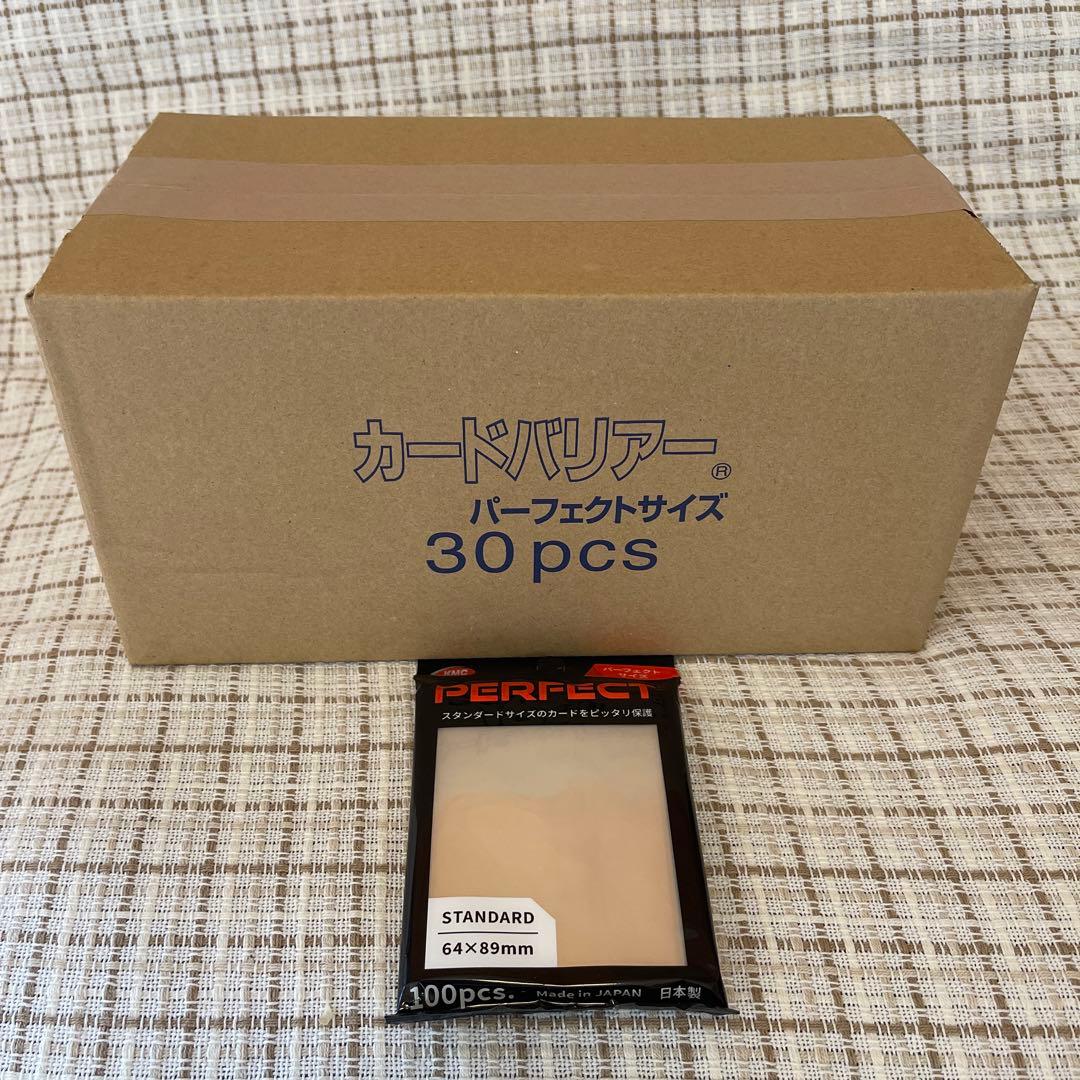 カードバリアー®
パーフェクトサイズ
30pcs
KMC
パーフェクト
サイズ
PERFECT
スタンダードサイズのカードをピッタリ保護
STANDARD
64×89mm
100pcs. Made in JAPAN 日本製